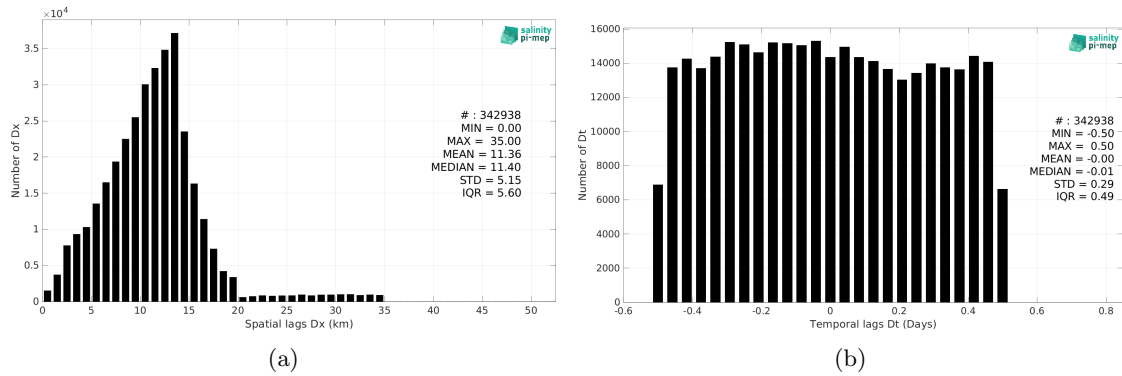 ×10⁴
3.5
3
2.5
2
1.5
1
0.5
0
Number of Dx
0 5 10 15 20 25 30 35 40 45 50
Spatial lags Dx (km)
salinity
pi-mep
# : 342938
MIN = 0.00
MAX = 35.00
MEAN = 11.36
MEDIAN = 11.40
STD = 5.15
IQR = 5.60
(a)
16000
14000
12000
10000
8000
6000
4000
2000
0
Number of Dt
-0.6 -0.4 -0.2 0 0.2 0.4 0.6 0.8
Temporal lags Dt (Days)
salinity
pi-mep
# : 342938
MIN = -0.50
MAX = 0.50
MEAN = -0.00
MEDIAN = -0.01
STD = 0.29
IQR = 0.49
(b)